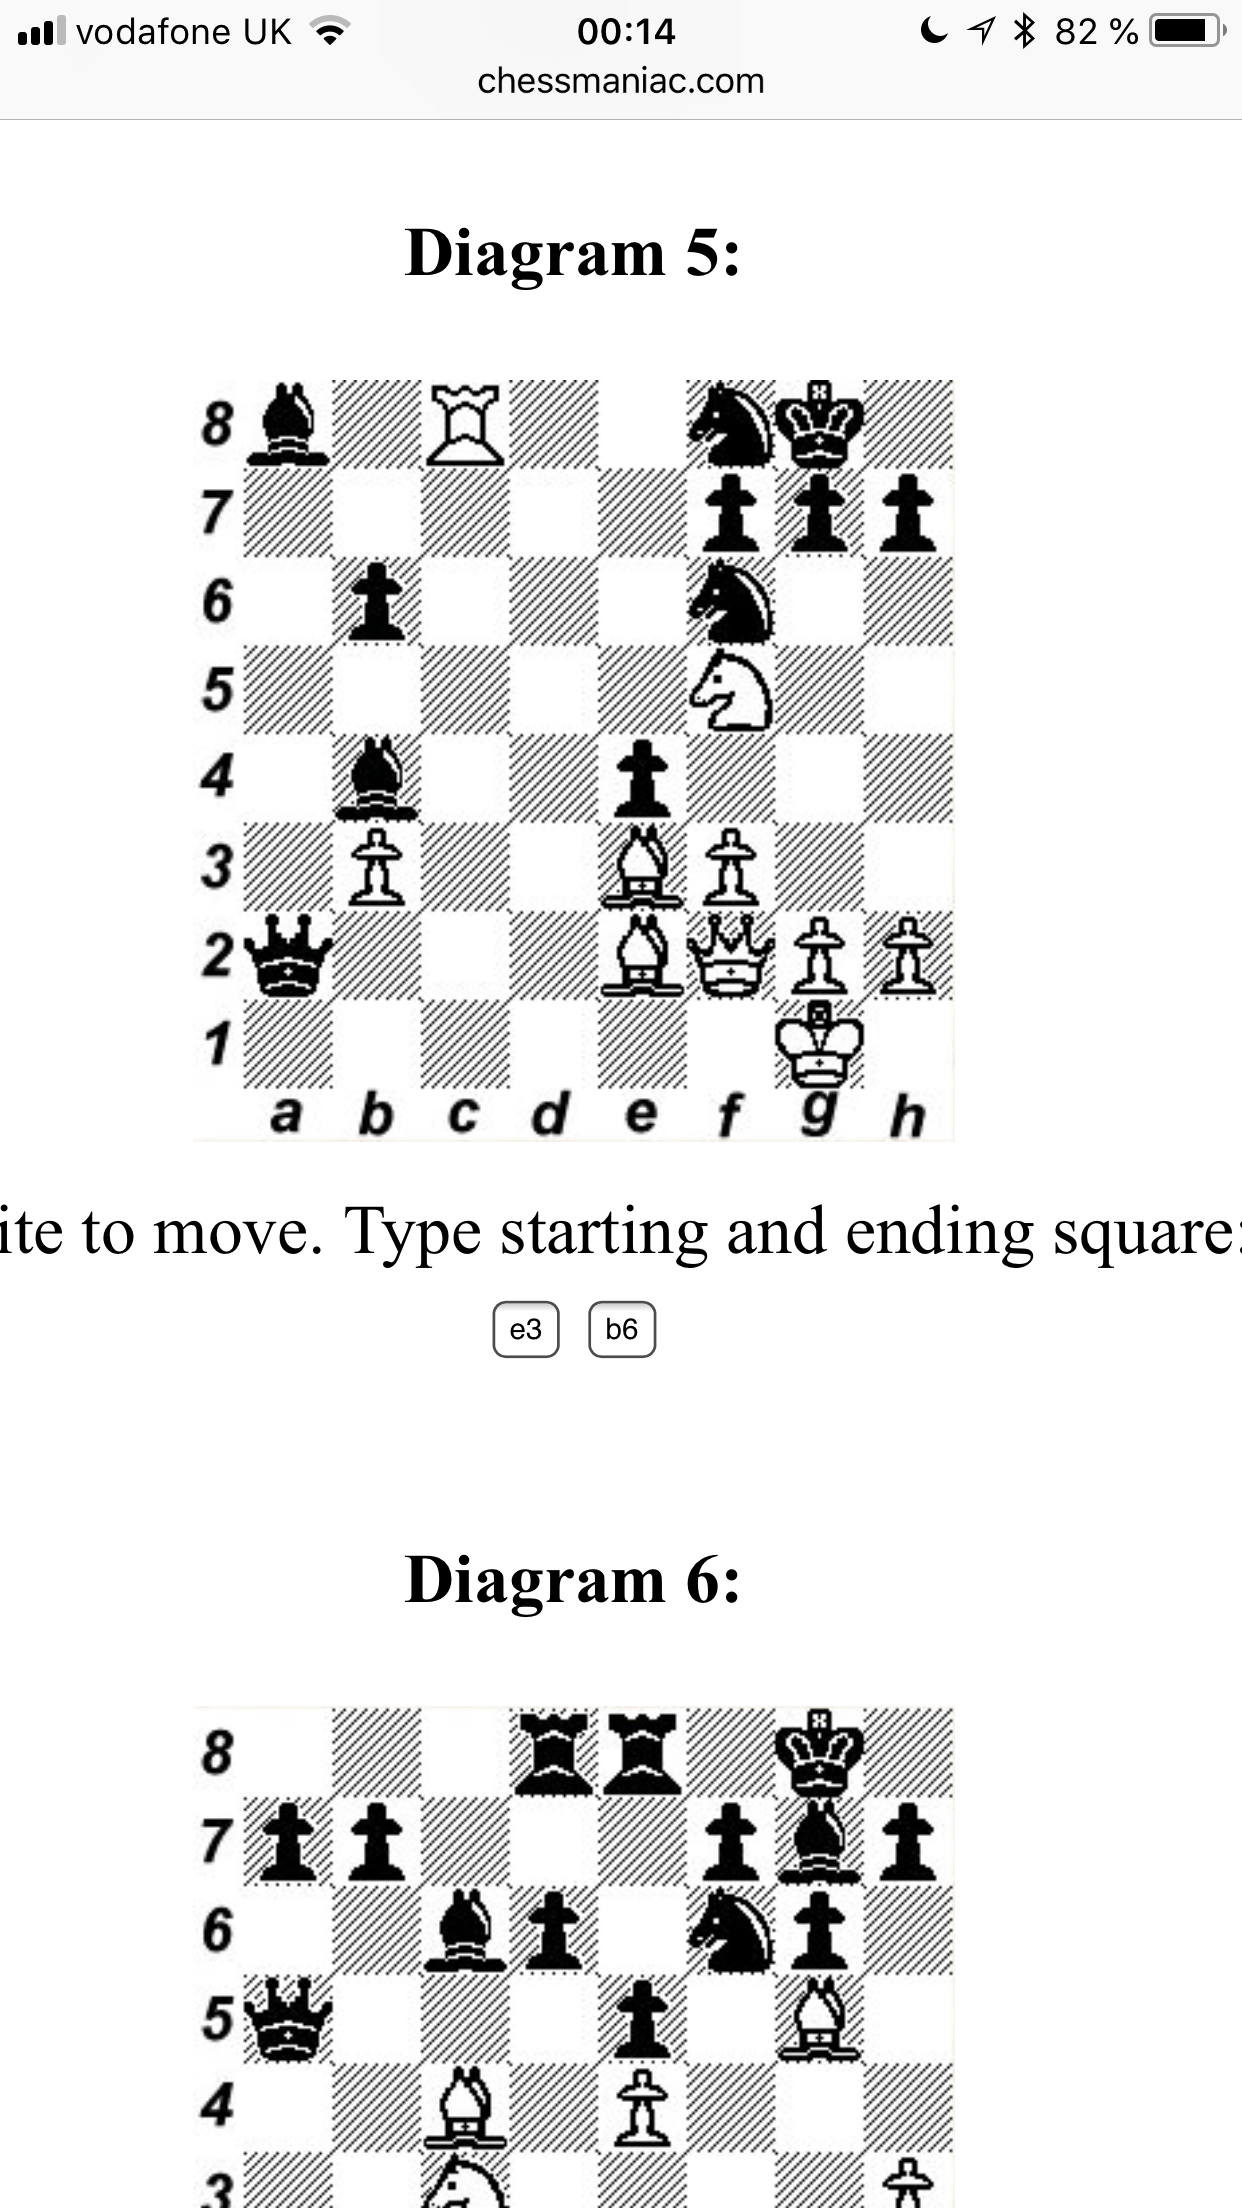 vodafone UK 00:14 82 %
chessmaniac.com
Diagram 5:
8
7
6
5
4
3
2
1
a b c d e f g h
ite to move. Type starting and ending square:
e3 b6
Diagram 6:
8
7
6
5
4
3